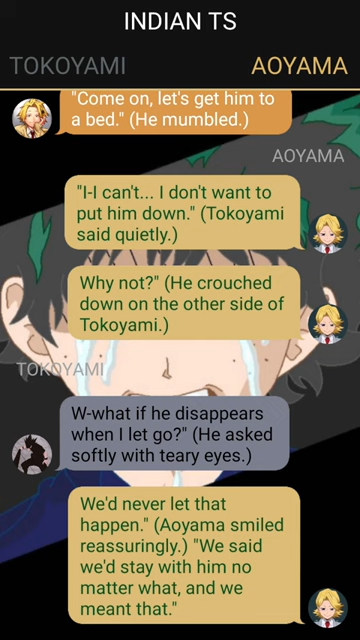 INDIAN TS
TOKOYAMI AOYAMA
"Come on, let's get him to
a bed." (He mumbled.)
AOYAMA
"I-I can't... I don't want to
put him down." (Tokoyami
said quietly.)
Why not?" (He crouched
down on the other side of
Tokoyami.)
TOKOYAMI
W-what if he disappears
when I let go?" (He asked
softly with teary eyes.)
We'd never let that
happen." (Aoyama smiled
reassuringly.) "We said
we'd stay with him no
matter what, and we
meant that."